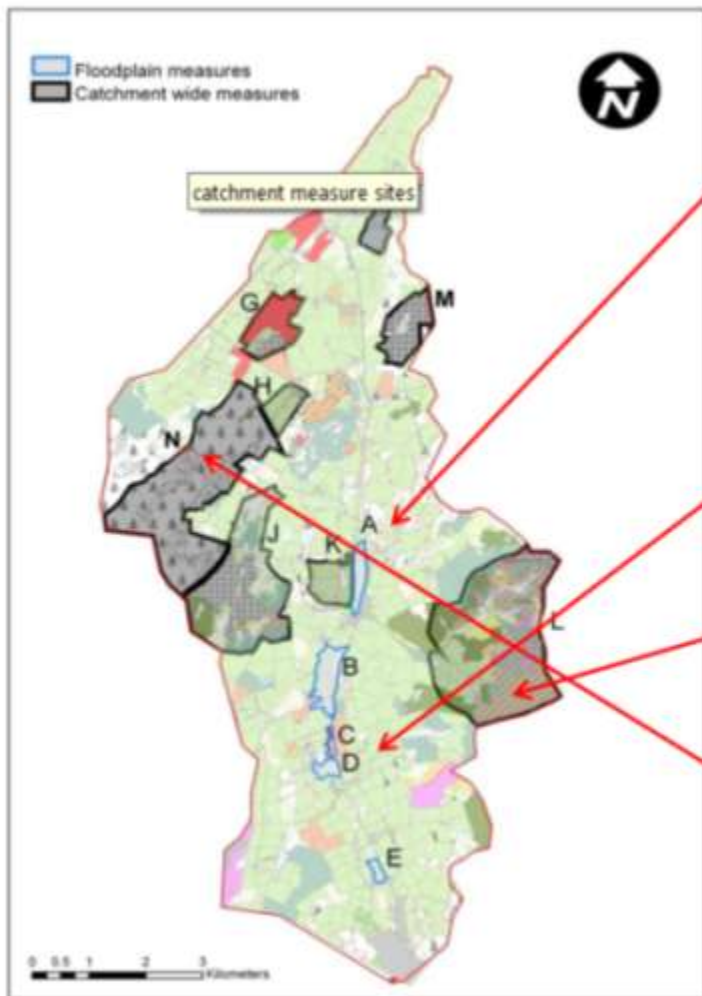 Floodplain measures
Catchment wide measures
N
catchment measure sites
G
M
H
N
A
J
K
L
B
C
D
E
0 0.5 1 2 3
Kilometers